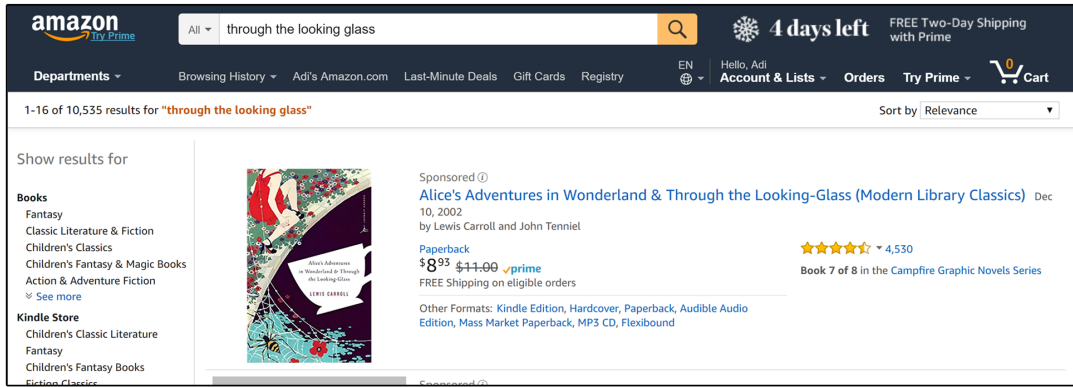 amazon
Try Prime
All
through the looking glass
4 days left
FREE Two-Day Shipping
with Prime
Departments
Browsing History
Adi's Amazon.com
Last-Minute Deals
Gift Cards
Registry
EN
Hello, Adi
Account & Lists
Orders
Try Prime
0
Cart
1-16 of 10,535 results for "through the looking glass"
Sort by Relevance
Show results for
Books
Fantasy
Classic Literature & Fiction
Children's Classics
Children's Fantasy & Magic Books
Action & Adventure Fiction
See more
Kindle Store
Children's Classic Literature
Fantasy
Children's Fantasy Books
Fiction Classics
Alice's Adventures
in Wonderland & Through
the Looking-Glass
LEWIS CARROLL
Sponsored
Alice's Adventures in Wonderland & Through the Looking-Glass (Modern Library Classics) Dec
10, 2002
by Lewis Carroll and John Tenniel
Paperback
$8 93 $11.00 prime
FREE Shipping on eligible orders
Other Formats: Kindle Edition, Hardcover, Paperback, Audible Audio
Edition, Mass Market Paperback, MP3 CD, Flexibound
4,530
Book 7 of 8 in the Campfire Graphic Novels Series
Sponsored